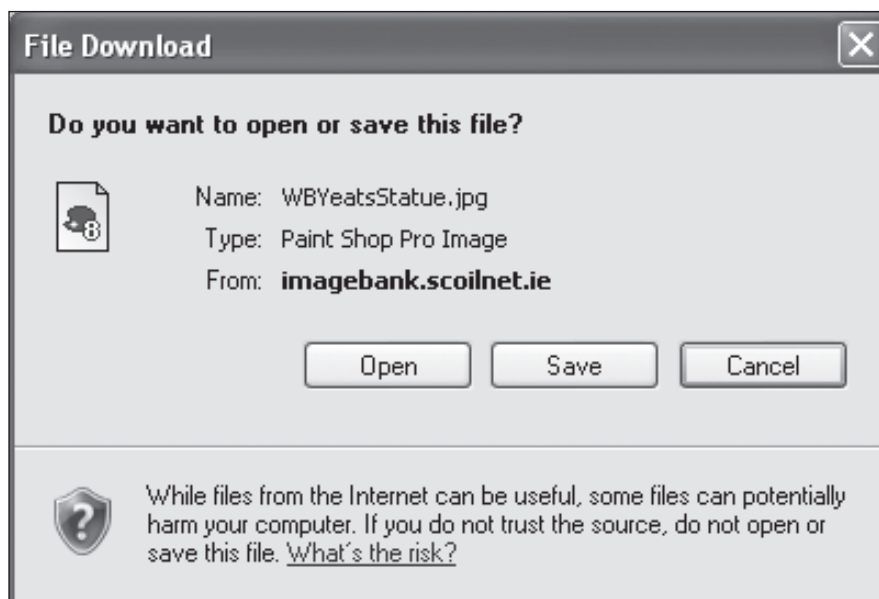 File Download
Do you want to open or save this file?
Name: WBYeatsStatue.jpg
Type: Paint Shop Pro Image
From: imagebank.scoilnet.ie
Open Save Cancel
While files from the Internet can be useful, some files can potentially
harm your computer. If you do not trust the source, do not open or
save this file. What's the risk?